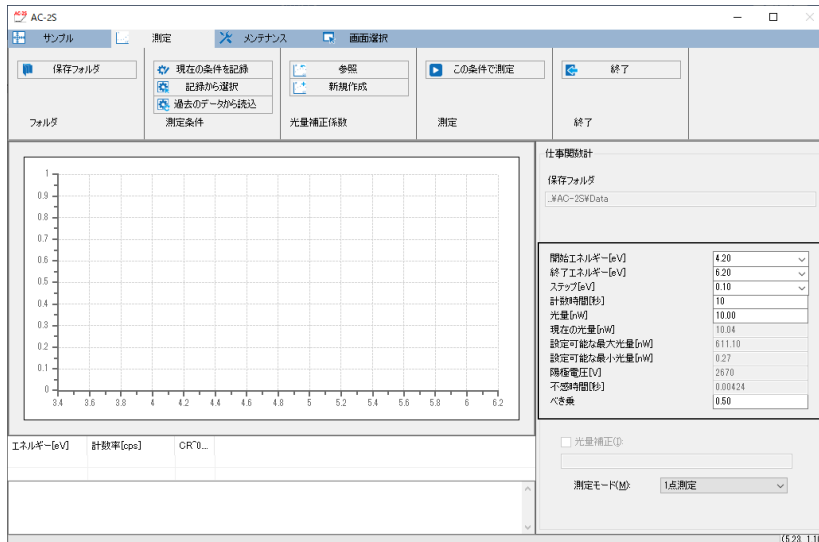 AC-2S
サンプル 測定 メンテナンス 画面選択
保存フォルダ
フォルダ
現在の条件を記録
記録から選択
過去のデータから読込
測定条件
参照
新規作成
光量補正係数
この条件で測定
測定
終了
終了
1
0.9
0.8
0.7
0.6
0.5
0.4
0.3
0.2
0.1
0
3.4 3.6 3.8 4 4.2 4.4 4.6 4.8 5 5.2 5.4 5.6 5.8 6 6.2
エネルギー[eV] 計数率[cps] CR^0...
仕事関数計
保存フォルダ
..¥AC-2S¥Data
開始エネルギー[eV] 4.20
終了エネルギー[eV] 6.20
ステップ[eV] 0.10
計数時間[秒] 10
光量[nW] 10.00
現在の光量[nW] 10.04
設定可能な最大光量[nW] 611.10
設定可能な最小光量[nW] 0.27
陽極電圧[V] 2670
不感時間[秒] 0.00424
べき乗 0.50
光量補正(I):
測定モード(M): 1点測定